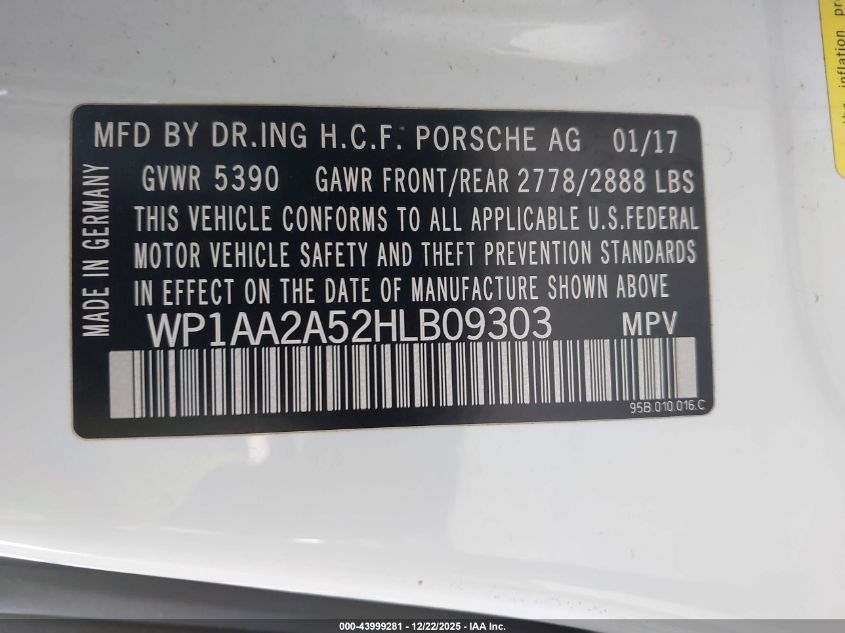 MFD BY DR.ING H.C.F. PORSCHE AG 01/17
GVWR 5390 GAWR FRONT/REAR 2778/2888 LBS
THIS VEHICLE CONFORMS TO ALL APPLICABLE U.S.FEDERAL
MOTOR VEHICLE SAFETY AND THEFT PREVENTION STANDARDS
IN EFFECT ON THE DATE OF MANUFACTURE SHOWN ABOVE
MADE IN GERMANY
WP1AA2A52HLB09303 MPV
95B.010.016.C
inflation
000-43999281 - 12/22/2025 - IAA Inc.